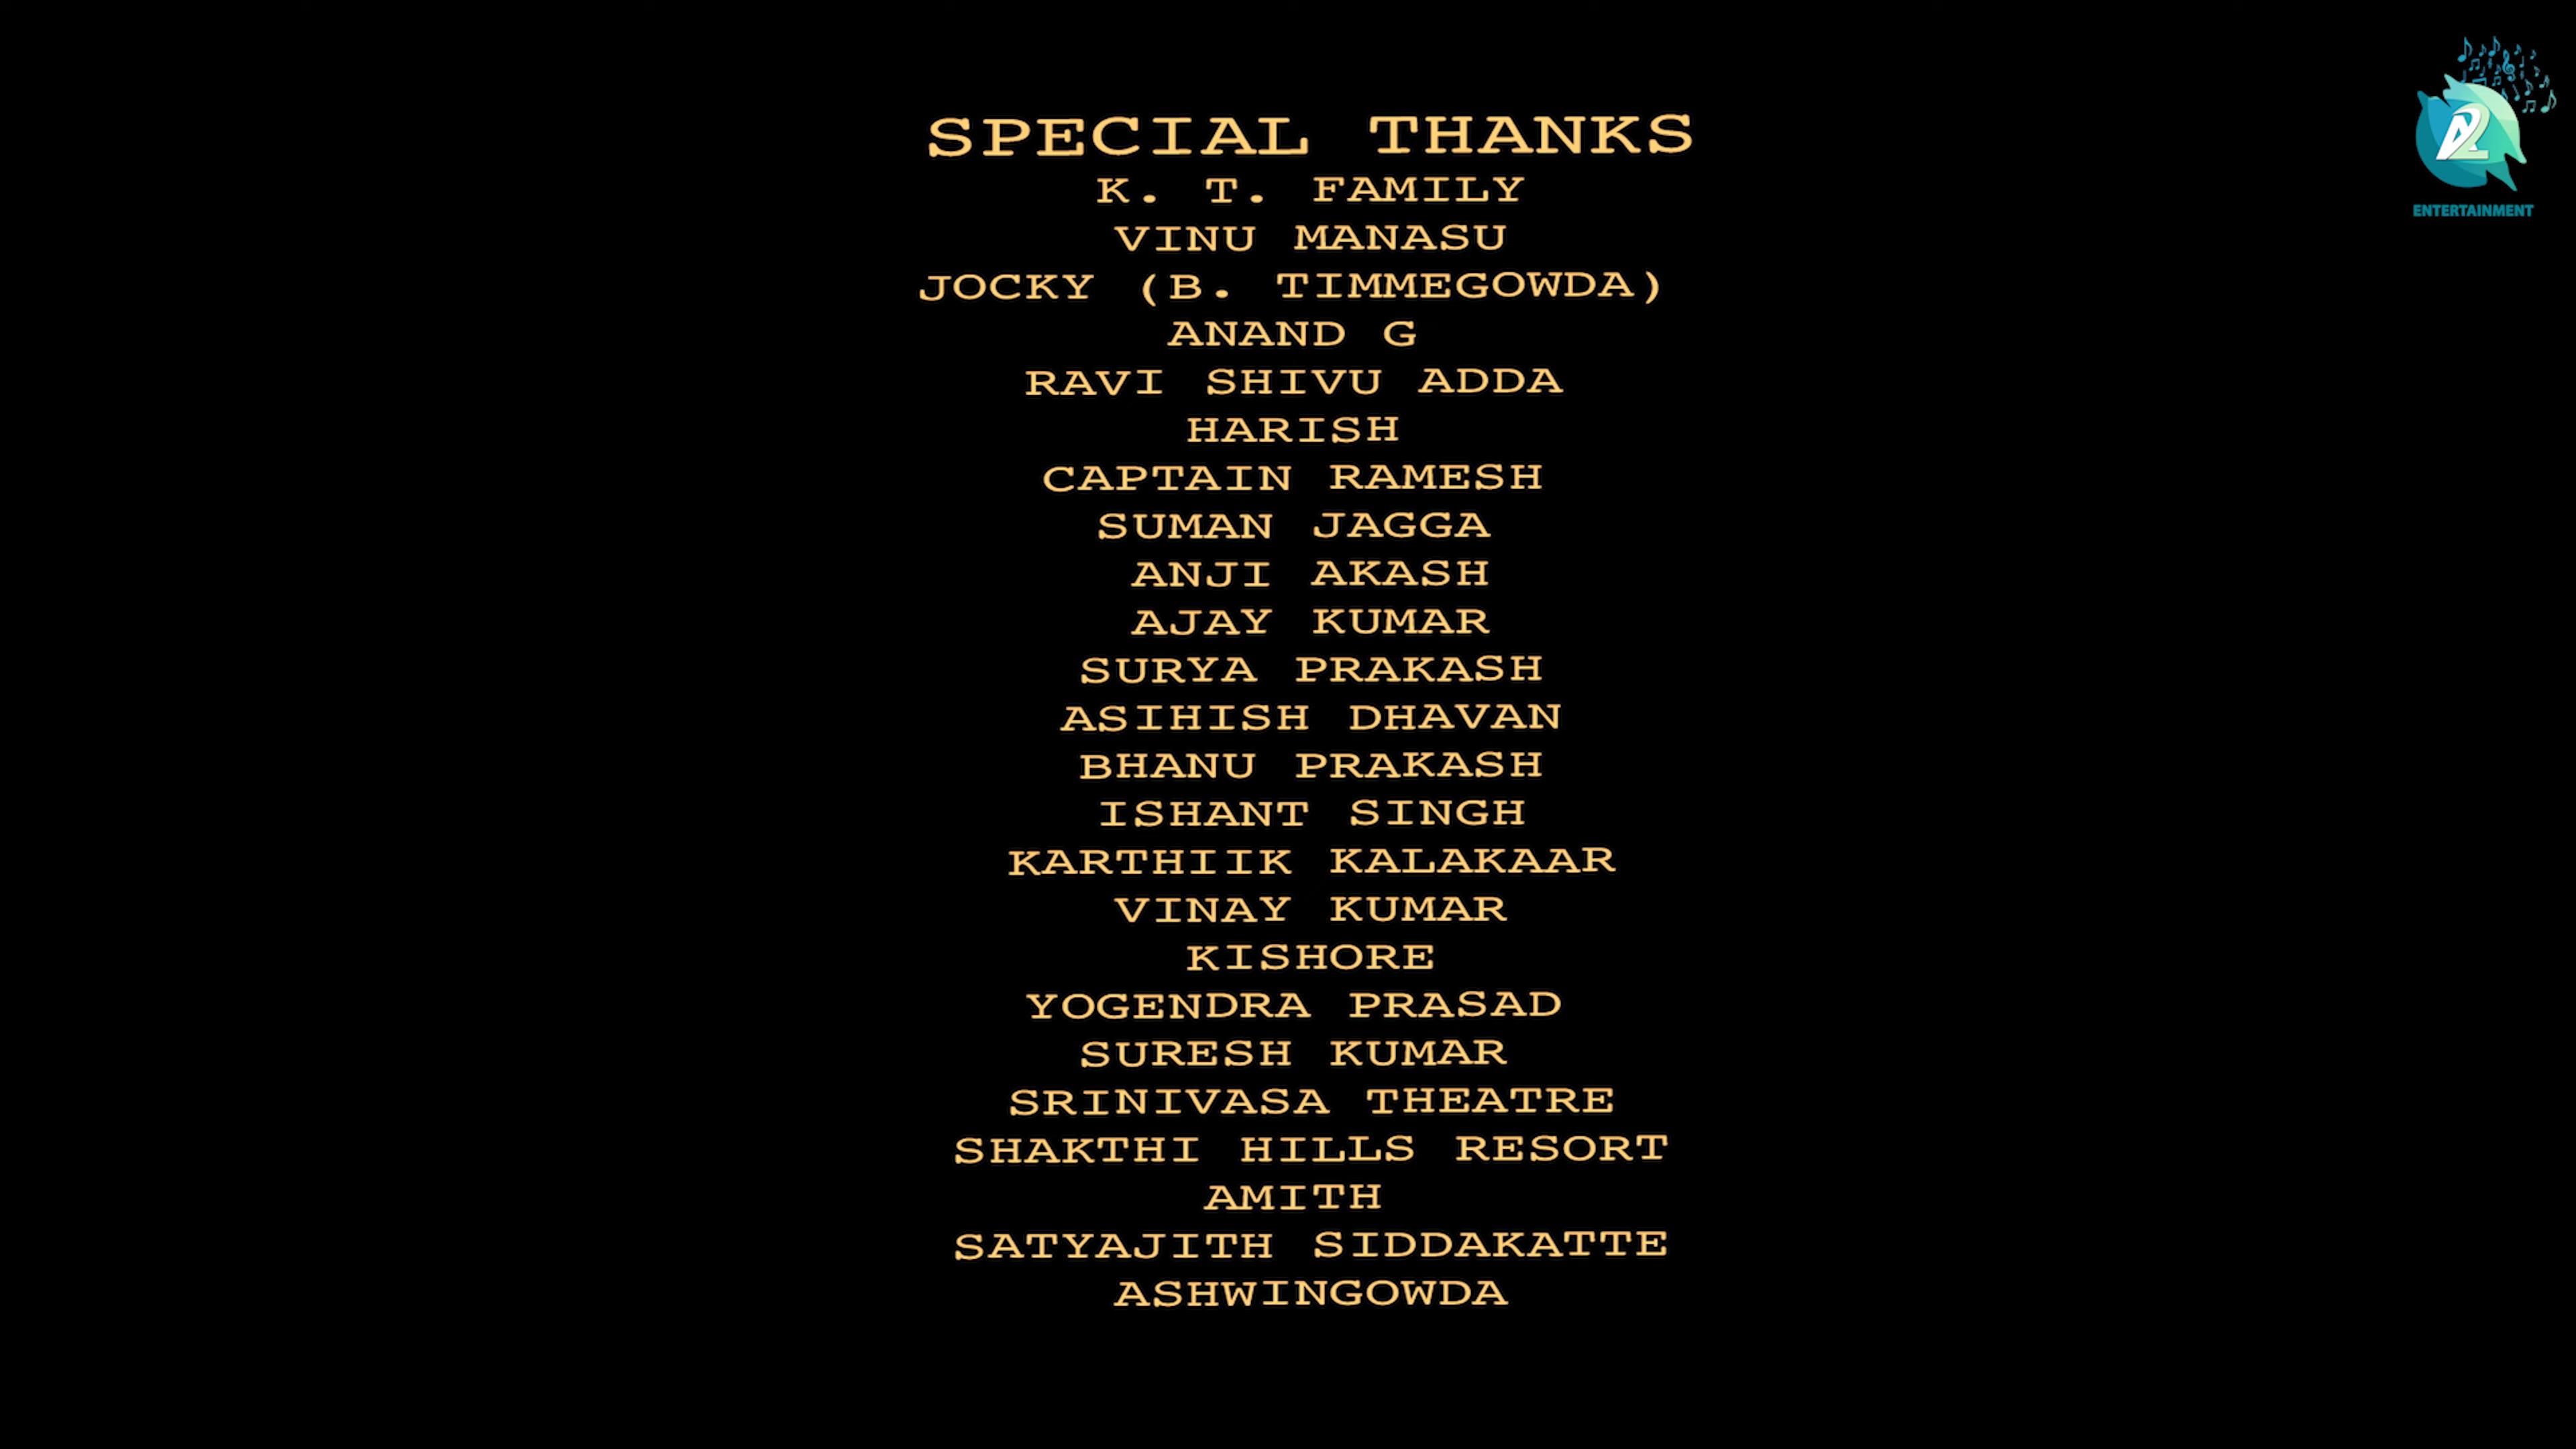 SPECIAL THANKS
K. T. FAMILY
VINU MANASU
JOCKY (B. TIMMEGOWDA)
ANAND G
RAVI SHIVU ADDA
HARISH
CAPTAIN RAMESH
SUMAN JAGGA
ANJI AKASH
AJAY KUMAR
SURYA PRAKASH
ASIHISH DHAVAN
BHANU PRAKASH
ISHANT SINGH
KARTHIIK KALAKAAR
VINAY KUMAR
KISHORE
YOGENDRA PRASAD
SURESH KUMAR
SRINIVASA THEATRE
SHAKTHI HILLS RESORT
AMITH
SATYAJITH SIDDAKATTE
ASHWINGOWDA
A2
ENTERTAINMENT